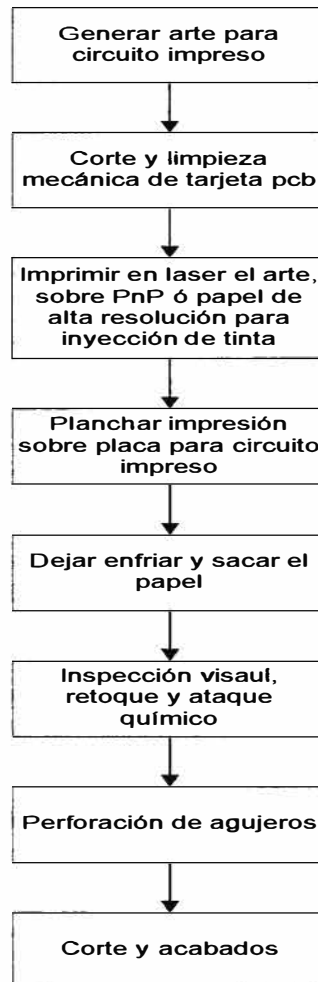 Generar arte para
circuito impreso
Corte y limpieza
mecánica de tarjeta pcb
Imprimir en laser el arte,
sobre PnP ó papel de
alta resolución para
inyección de tinta
Planchar impresión
sobre placa para circuito
impreso
Dejar enfriar y sacar el
papel
Inspección visaul,
retoque y ataque
químico
Perforación de agujeros
Corte y acabados